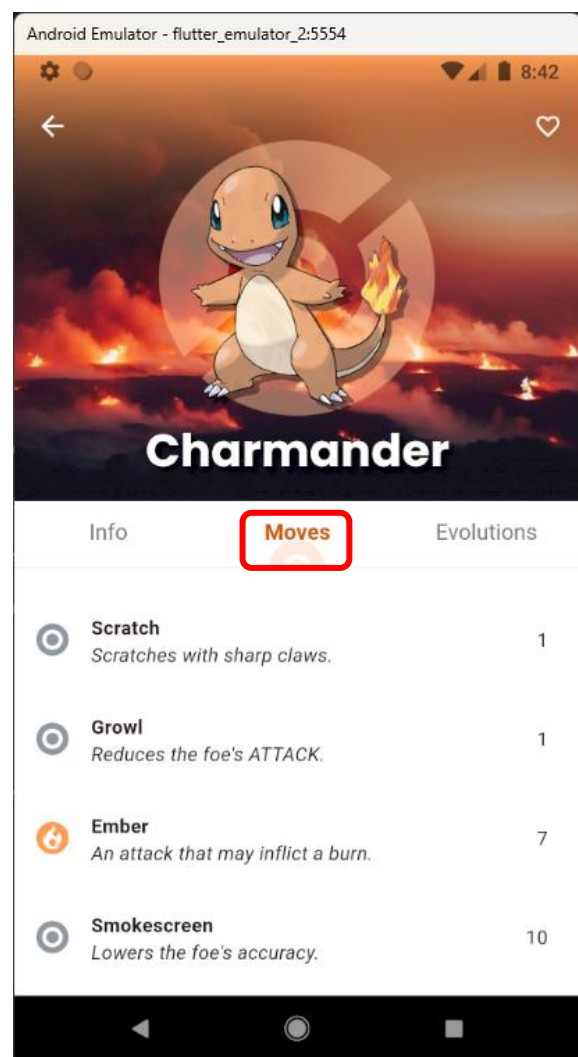 Android Emulator - flutter_emulator_2:5554
8:42
Charmander
Info Moves Evolutions
Scratch 1
Scratches with sharp claws.
Growl 1
Reduces the foe's ATTACK.
Ember 7
An attack that may inflict a burn.
Smokescreen 10
Lowers the foe's accuracy.